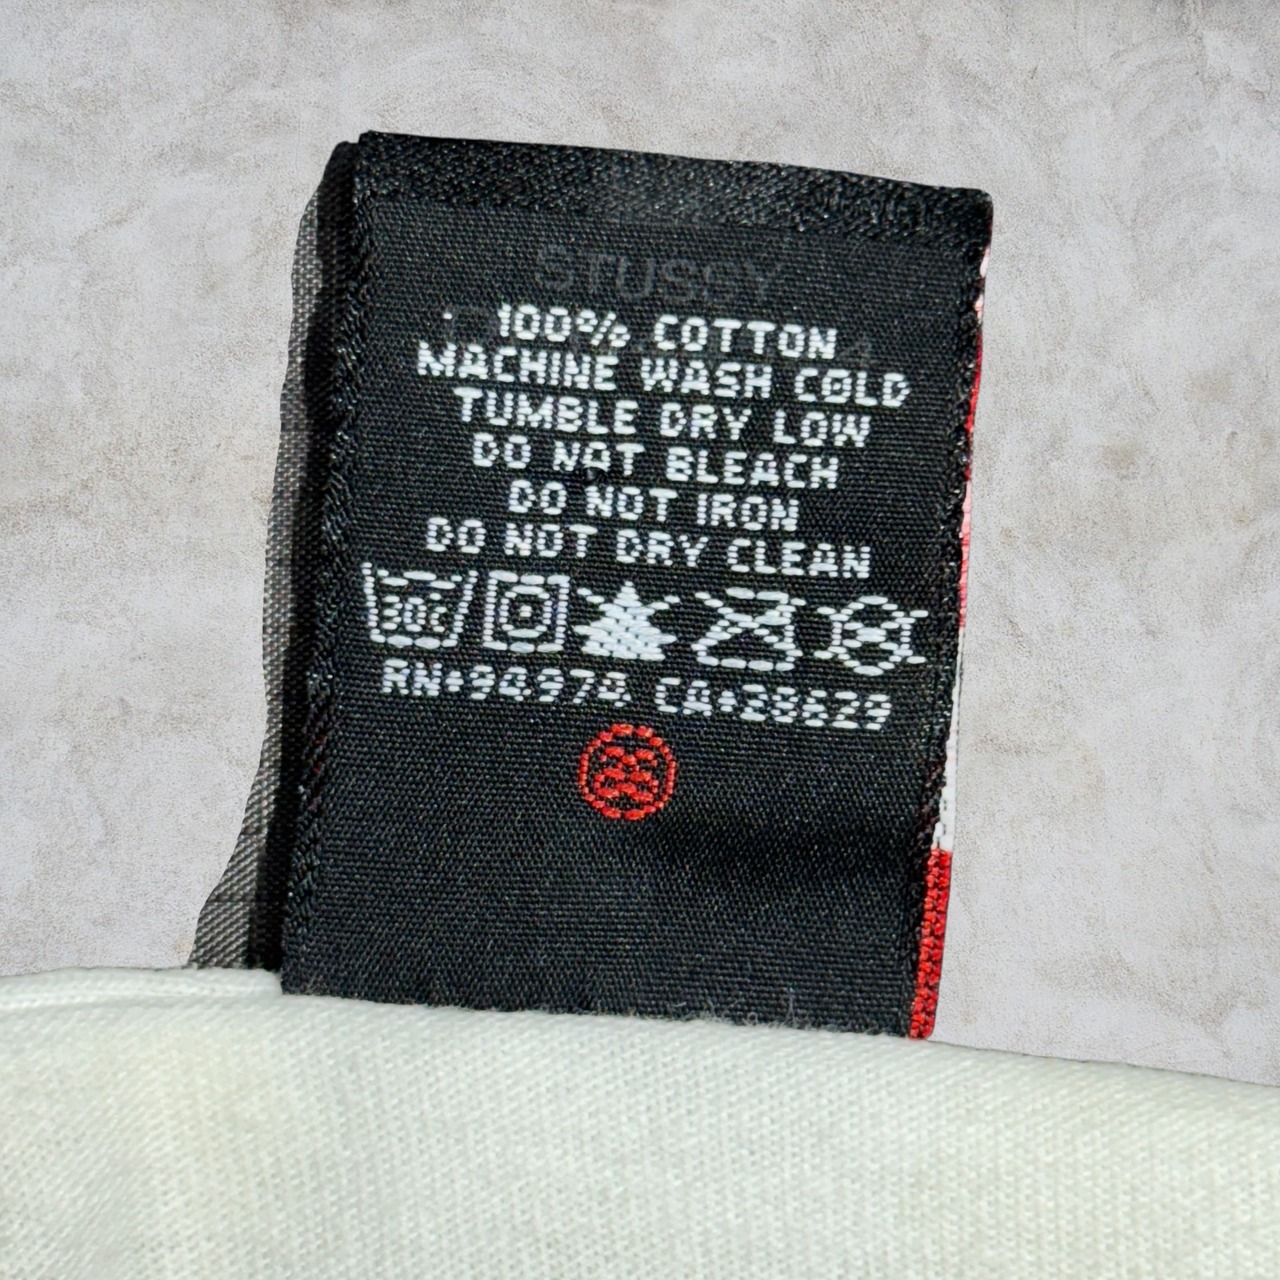 STUSSY
100% COTTON
MACHINE WASH COLD
TUMBLE DRY LOW
DO NOT BLEACH
DO NOT IRON
DO NOT DRY CLEAN
30c
RN•94974 CA•28629